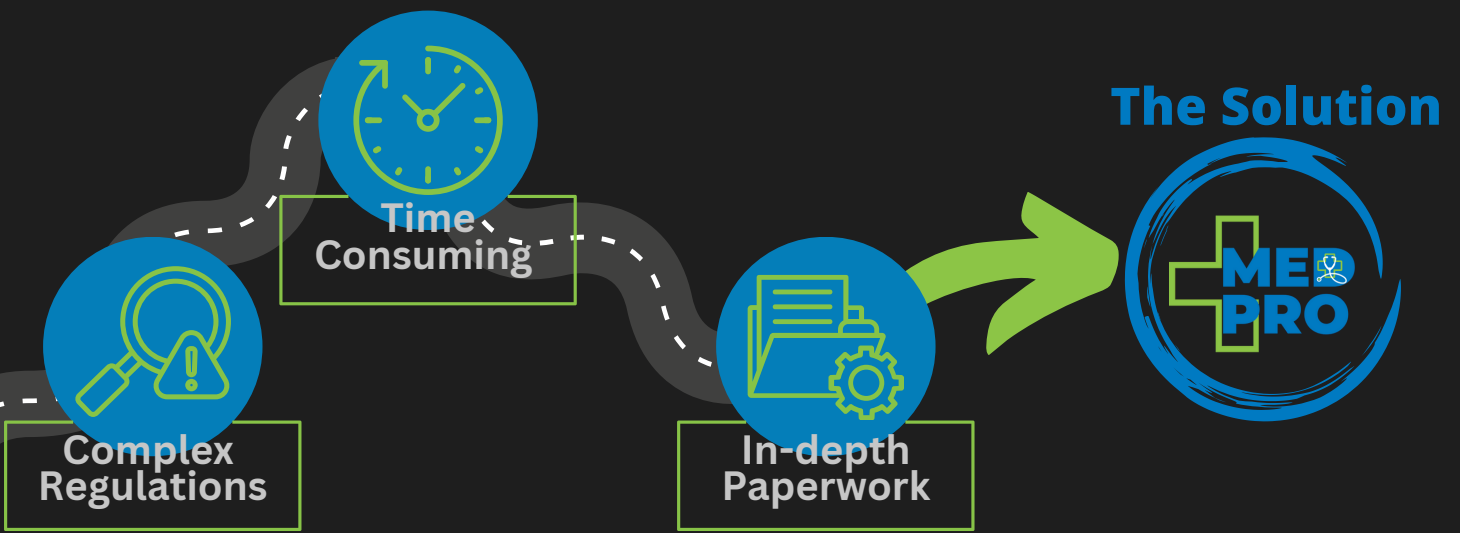 Complex
Regulations
Time
Consuming
In-depth
Paperwork
The Solution
MED
PRO